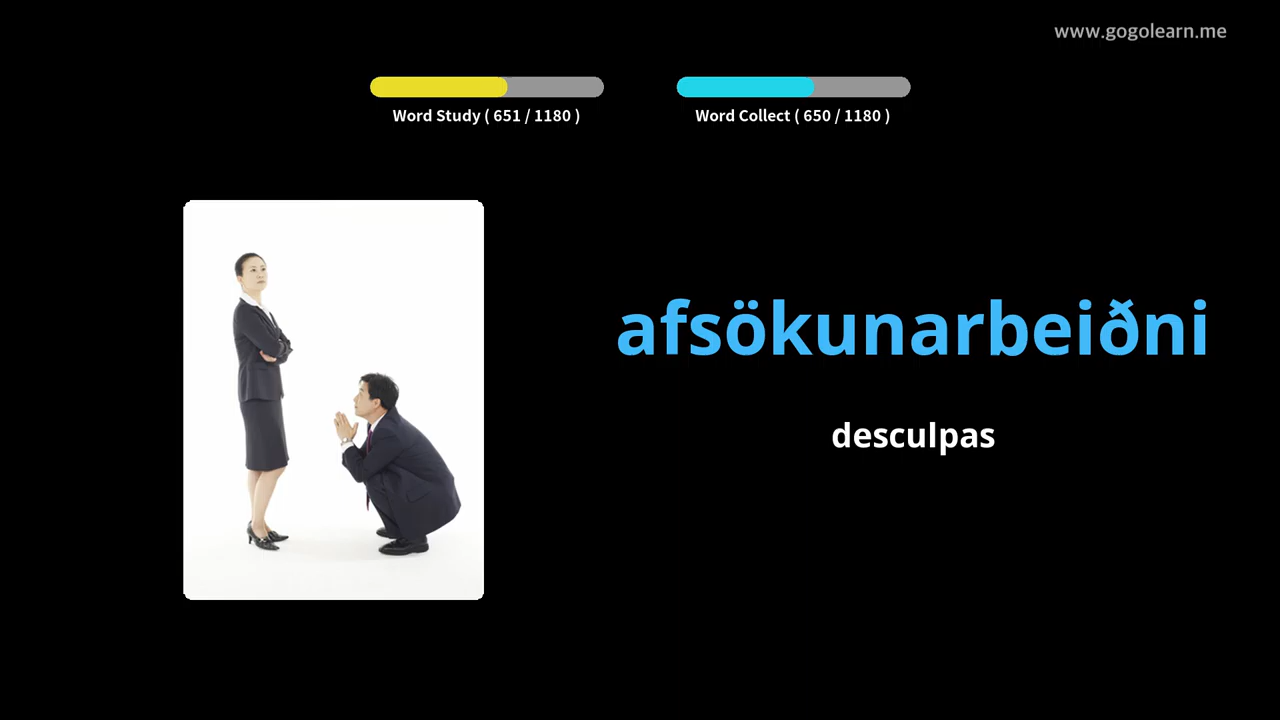 www.gogolearn.me
Word Study ( 651 / 1180 )
Word Collect ( 650 / 1180 )
afsökunarbeiðni
desculpas